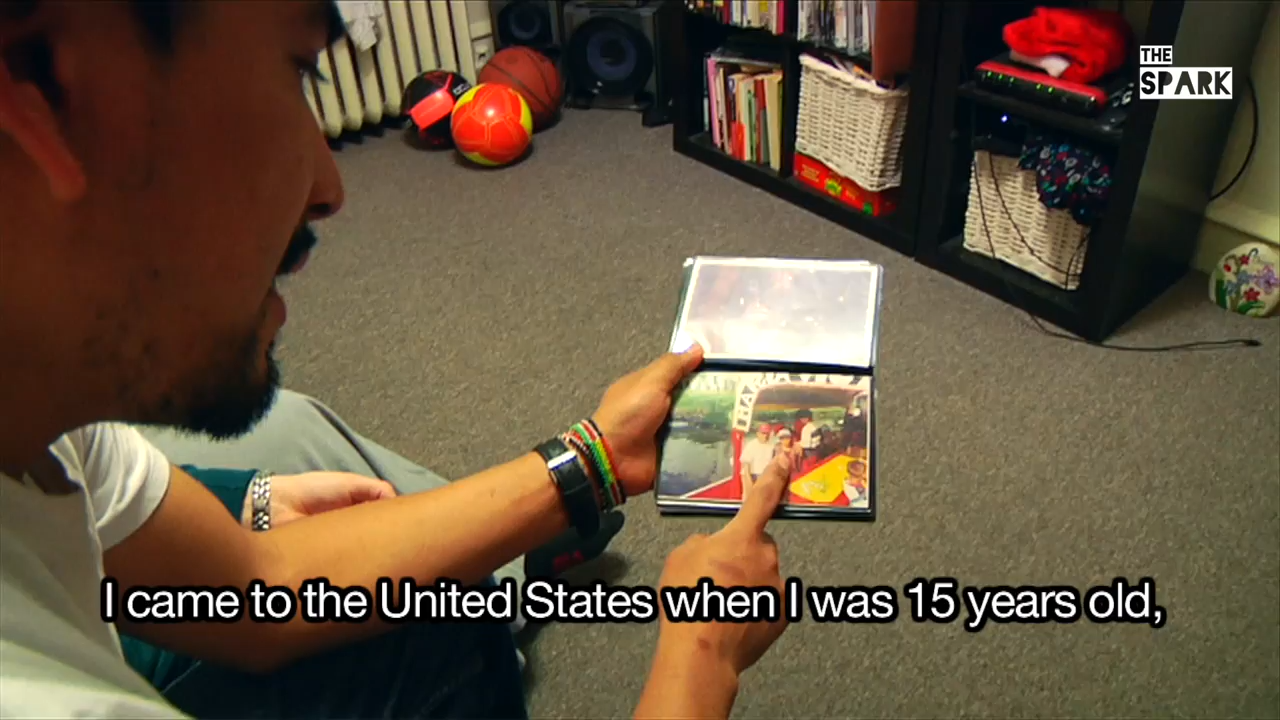 THE
SPARK
I came to the United States when I was 15 years old,